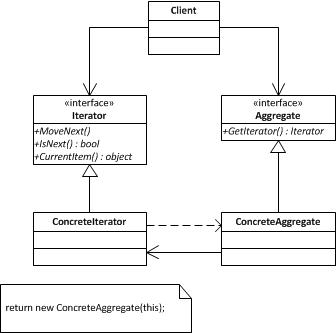 Client
«interface»
Iterator
+MoveNext()
+IsNext() : bool
+CurrentItem() : object
«interface»
Aggregate
+GetIterator() : Iterator
ConcreteIterator
ConcreteAggregate
return new ConcreteAggregate(this);